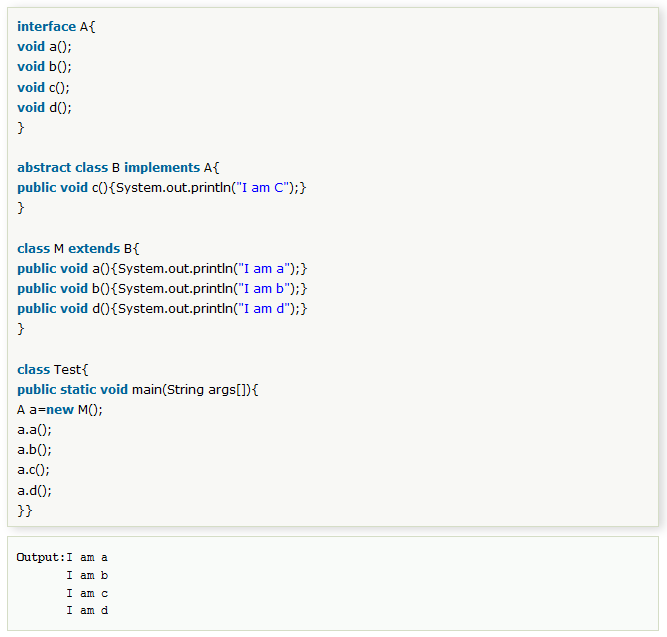 interface A{
void a();
void b();
void c();
void d();
}
abstract class B implements A{
public void c(){System.out.println("I am C");}
}
class M extends B{
public void a(){System.out.println("I am a");}
public void b(){System.out.println("I am b");}
public void d(){System.out.println("I am d");}
}
class Test{
public static void main(String args[]){
A a=new M();
a.a();
a.b();
a.c();
a.d();
}}
Output:I am a
I am b
I am c
I am d